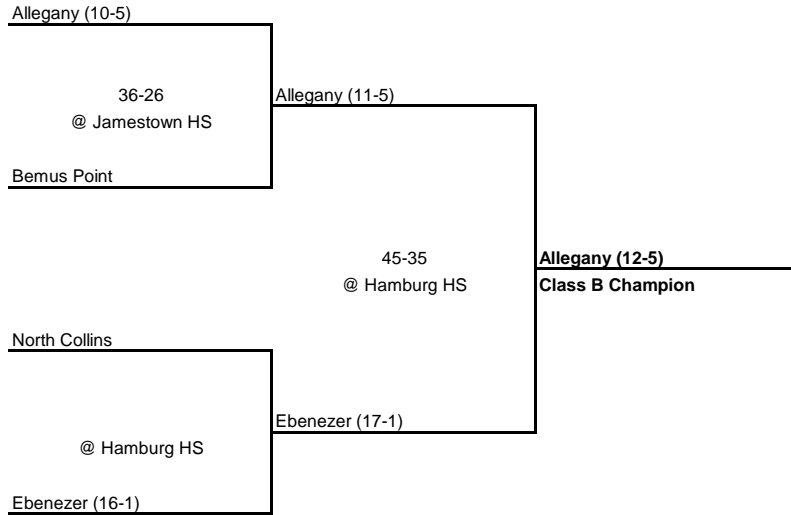 Allegany (10-5)
36-26
@ Jamestown HS
Allegany (11-5)
Bemus Point
45-35
@ Hamburg HS
Allegany (12-5)
Class B Champion
North Collins
@ Hamburg HS
Ebenezer (17-1)
Ebenezer (16-1)